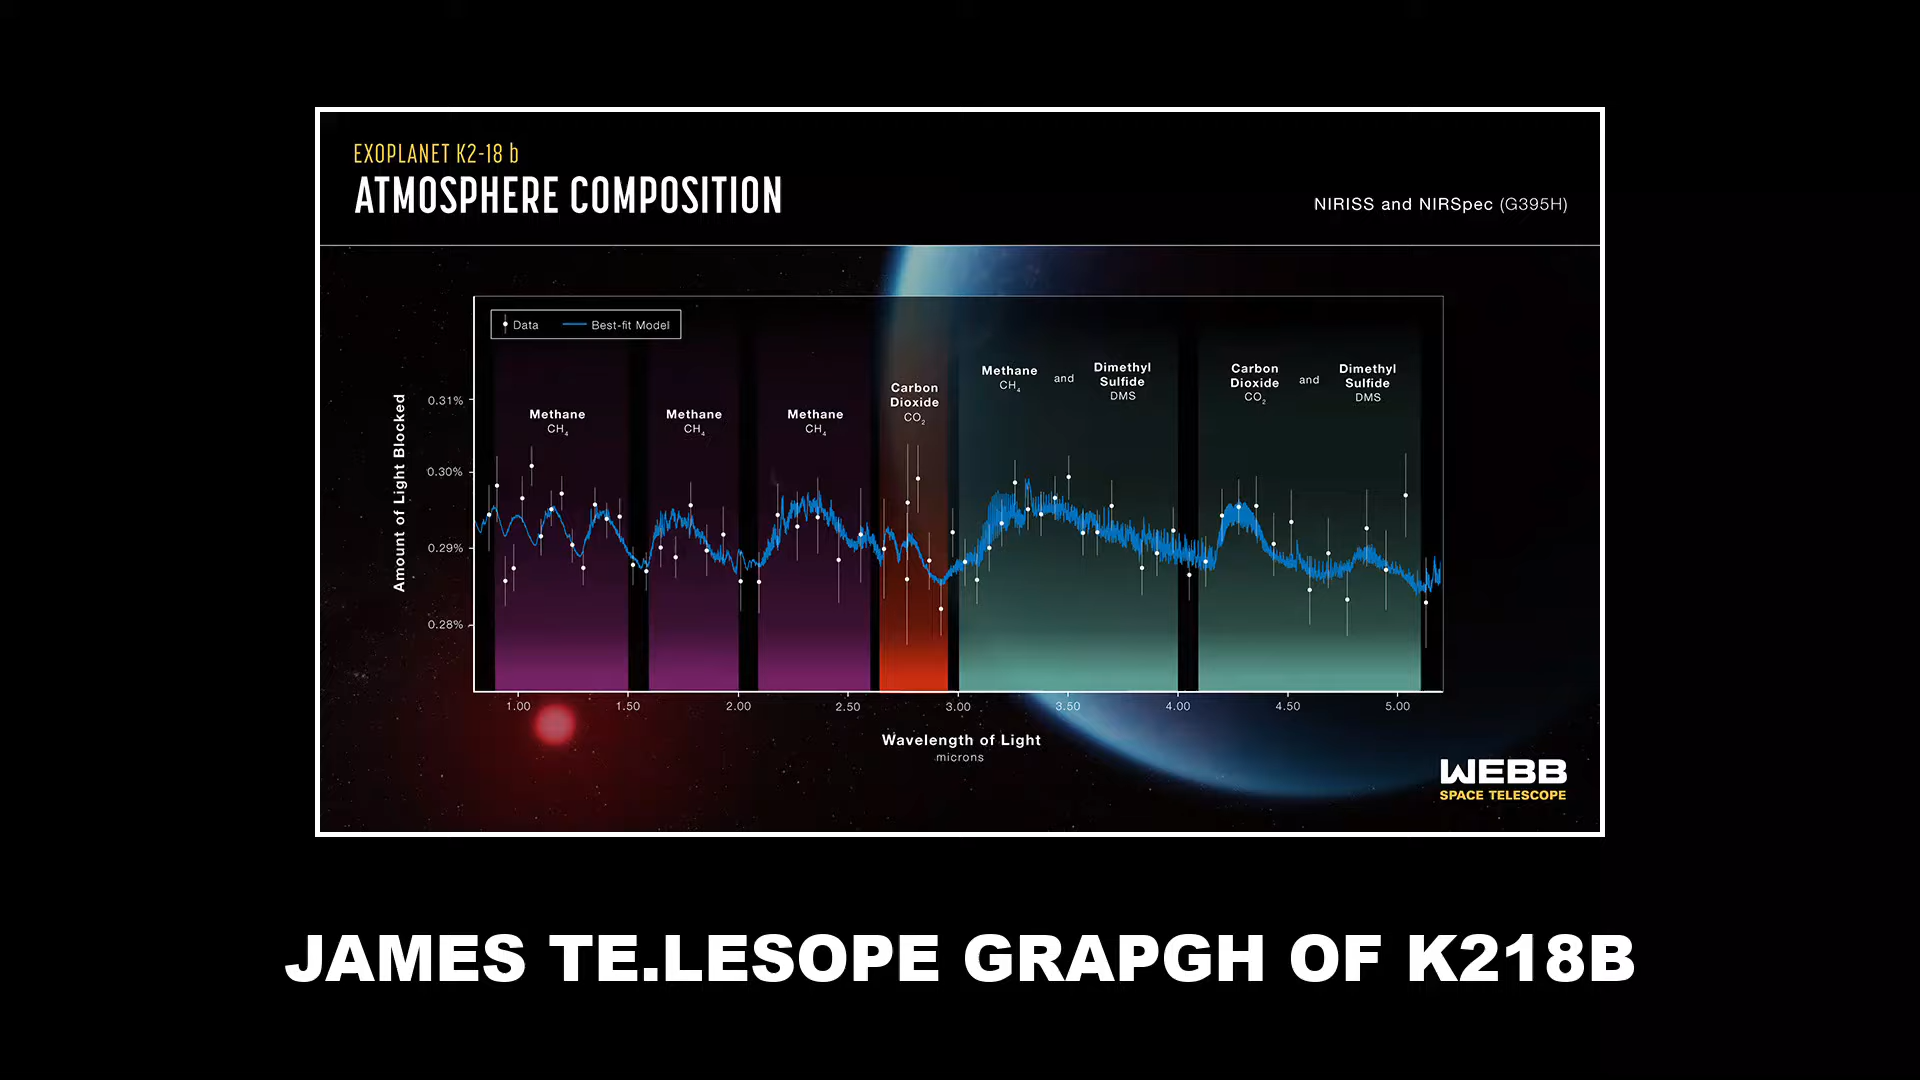 EXOPLANET K2-18 b
ATMOSPHERE COMPOSITION
NIRISS and NIRSpec (G395H)
Data
Best-fit Model
Amount of Light Blocked
0.31%
0.30%
0.29%
0.28%
Methane
CH4
Methane
CH4
Methane
CH4
Carbon
Dioxide
CO2
Methane
CH4
and
Dimethyl
Sulfide
DMS
Carbon
Dioxide
CO2
and
Dimethyl
Sulfide
DMS
1.00 1.50 2.00 2.50 3.00 3.50 4.00 4.50 5.00
Wavelength of Light
microns
WEBB
SPACE TELESCOPE
JAMES TE.LESOPE GRAPGH OF K218B